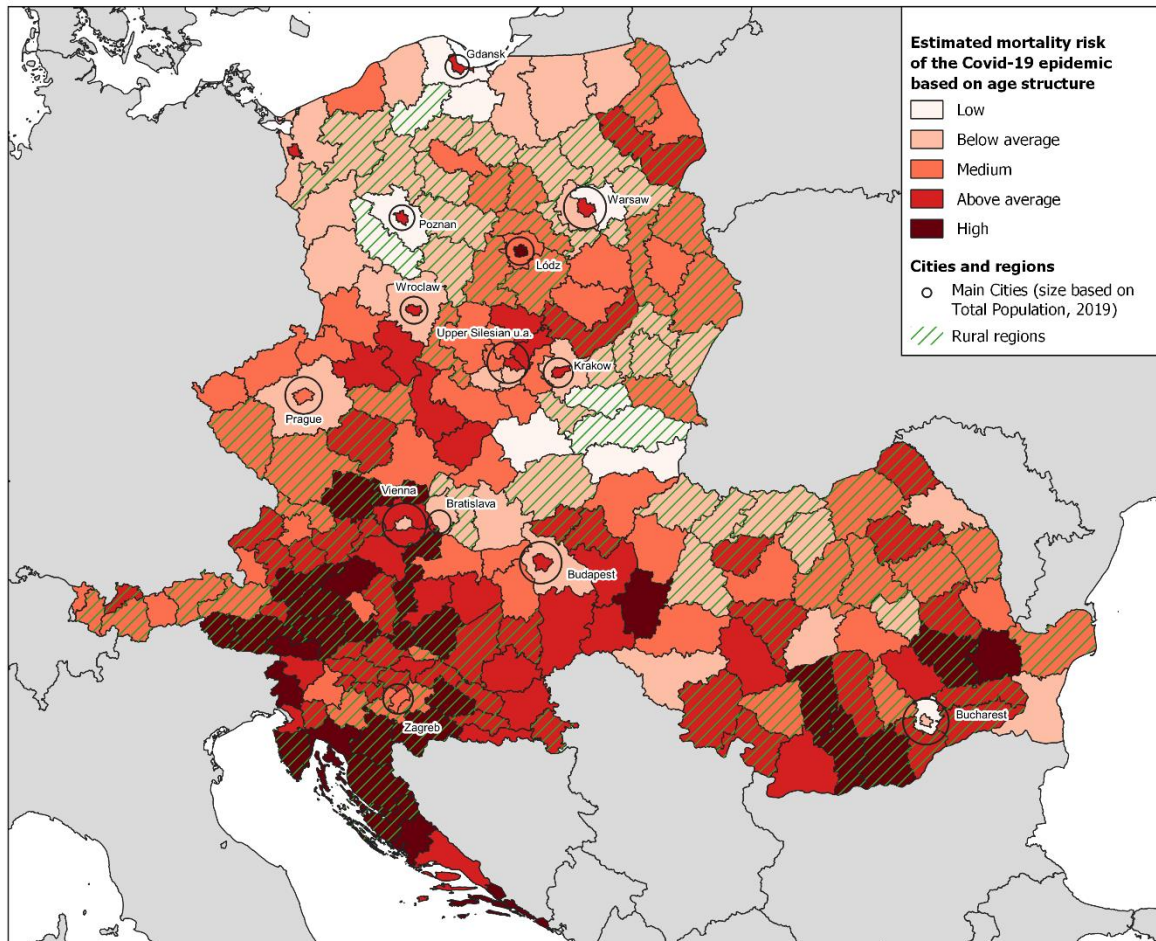 Estimated mortality risk
of the Covid-19 epidemic
based on age structure
Low
Below average
Medium
Above average
High
Cities and regions
Main Cities (size based on
Total Population, 2019)
Rural regions
Gdansk
Warsaw
Poznan
Lódz
Wroclaw
Upper Silesian u.a.
Krakow
Prague
Vienna
Bratislava
Budapest
Zagreb
Bucharest